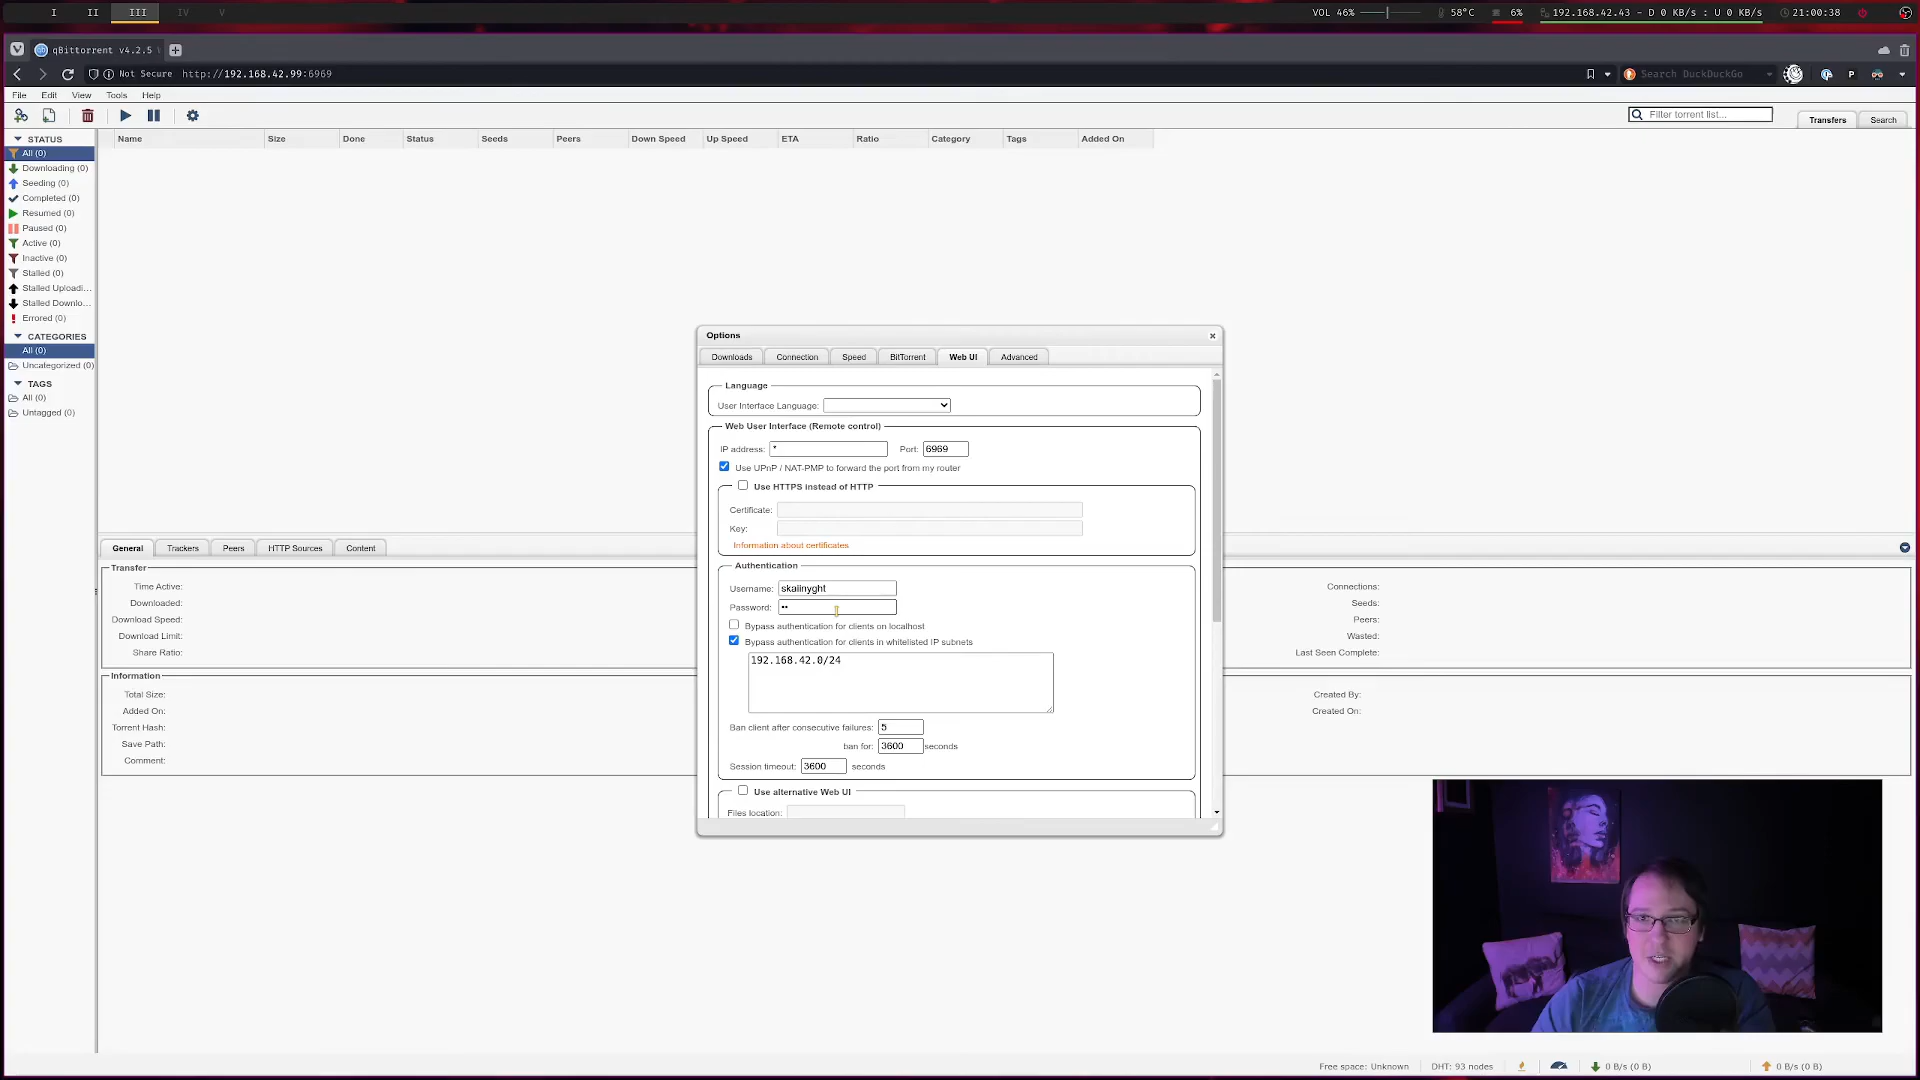 I II III IV V VOL 46% 58°C 6% 192.168.42.43 - D 0 KB/s : U 0 KB/s 21:00:38
qBittorrent v4.2.5
Not Secure http://192.168.42.99:6969 Search DuckDuckGo P
File Edit View Tools Help
Filter torrent list... Transfers Search
STATUS Name Size Done Status Seeds Peers Down Speed Up Speed ETA Ratio Category Tags Added On
All (0)
Downloading (0)
Seeding (0)
Completed (0)
Resumed (0)
Paused (0)
Active (0)
Inactive (0)
Stalled (0)
Stalled Uploadi...
Stalled Downlo...
Errored (0)
CATEGORIES
All (0)
Uncategorized (0)
TAGS
All (0)
Untagged (0)
Options
Downloads Connection Speed BitTorrent Web UI Advanced
Language
User Interface Language:
Web User Interface (Remote control)
IP address: * Port: 6969
Use UPnP / NAT-PMP to forward the port from my router
Use HTTPS instead of HTTP
Certificate:
Key:
Information about certificates
Authentication
Username: skalinyght
Password: ••
Bypass authentication for clients on localhost
Bypass authentication for clients in whitelisted IP subnets
192.168.42.0/24
Ban client after consecutive failures: 5
ban for: 3600 seconds
Session timeout: 3600 seconds
Use alternative Web UI
Files location:
General Trackers Peers HTTP Sources Content
Transfer
Time Active: Connections:
Downloaded: Seeds:
Download Speed: Peers:
Download Limit: Wasted:
Share Ratio: Last Seen Complete:
Information
Total Size: Created By:
Added On: Created On:
Torrent Hash:
Save Path:
Comment:
Free space: Unknown DHT: 93 nodes 0 B/s (0 B) 0 B/s (0 B)